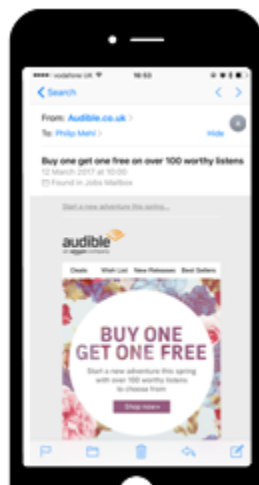 vodafone UK
16:53
Search
From: Audible.co.uk
To: Philip Mehl
Hide
Buy one get one free on over 100 worthy listens
12 March 2017 at 10:00
Found in Jobs Mailbox
Start a new adventure this spring...
audible
an amazon company
Deals Wish List New Releases Best Sellers
BUY ONE
GET ONE FREE
Start a new adventure this spring
with over 100 worthy listens
to choose from
Shop now